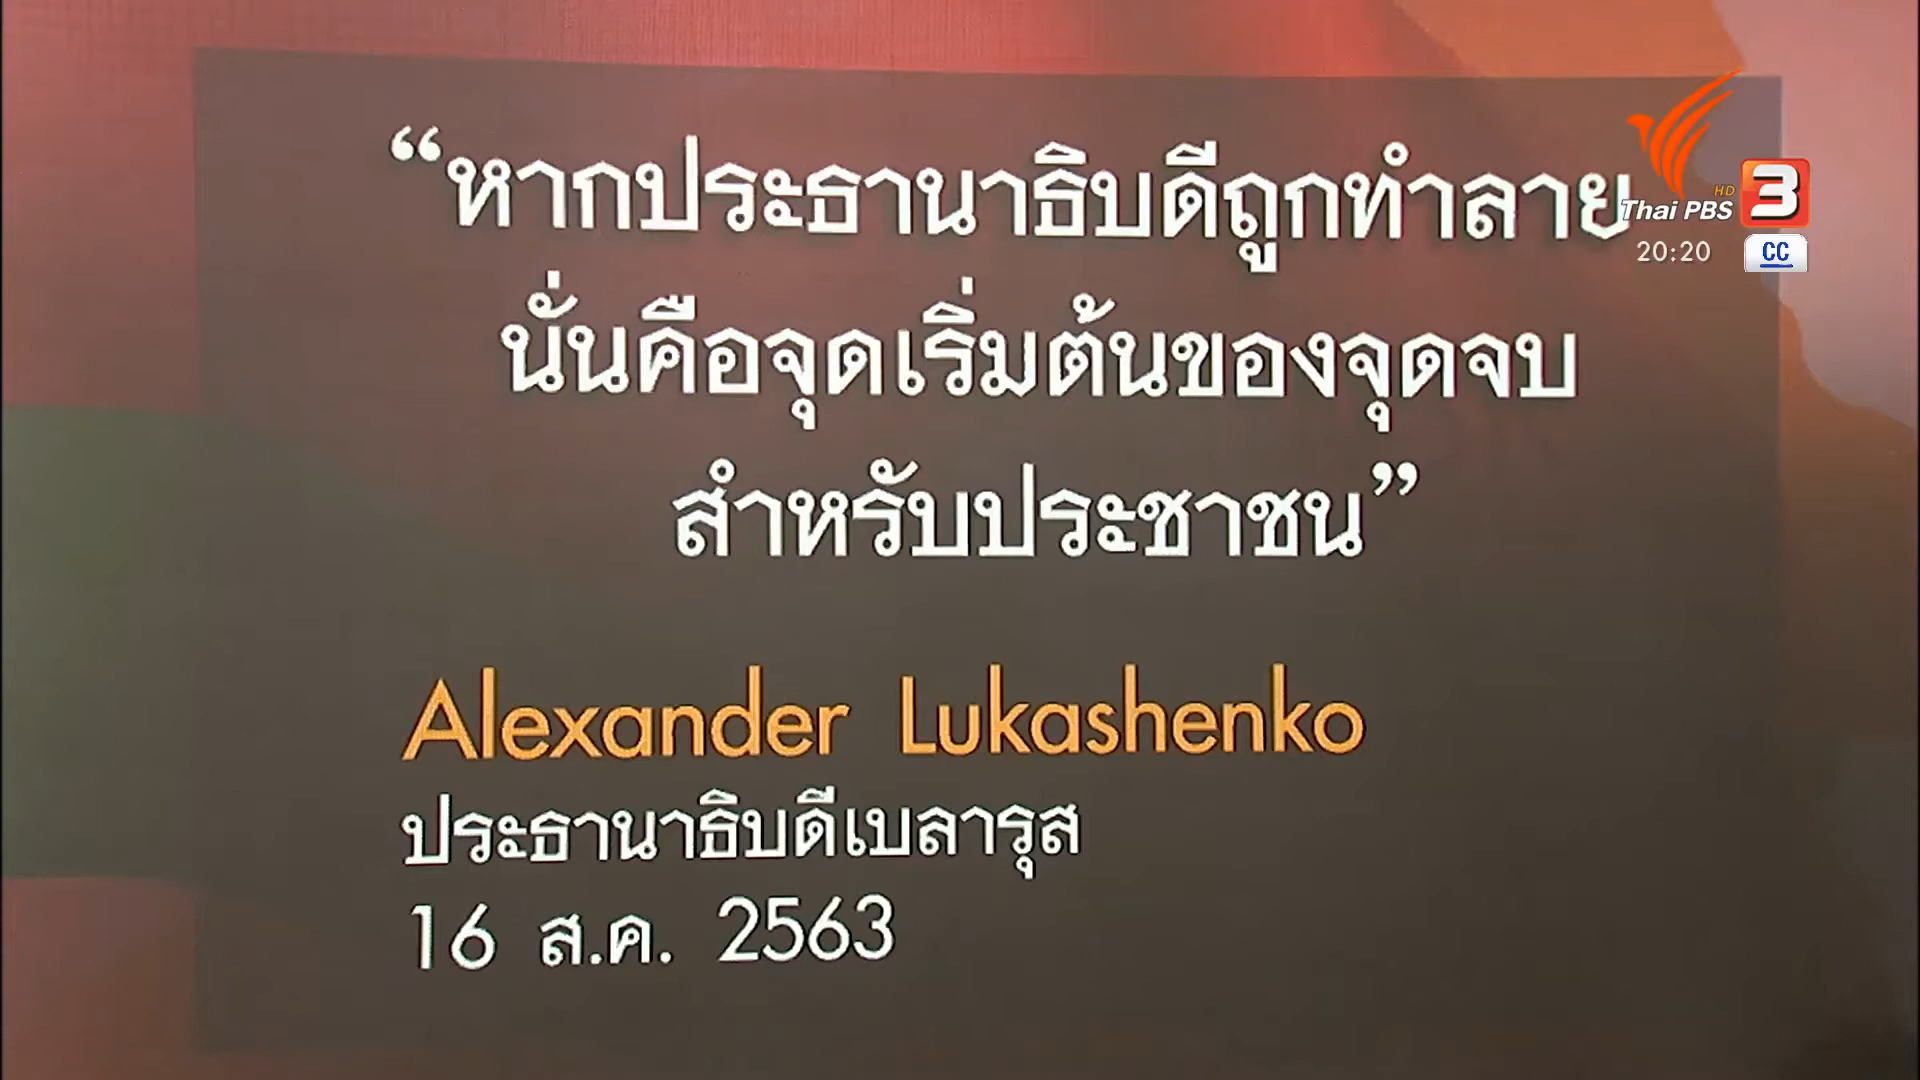 “หากประธานาธิบดีถูกทำลาย
นั่นคือจุดเริ่มต้นของจุดจบ
สำหรับประชาชน”
Alexander Lukashenko
ประธานาธิบดีเบลารุส
16 ส.ค. 2563
HD
Thai PBS 3
20:20 CC